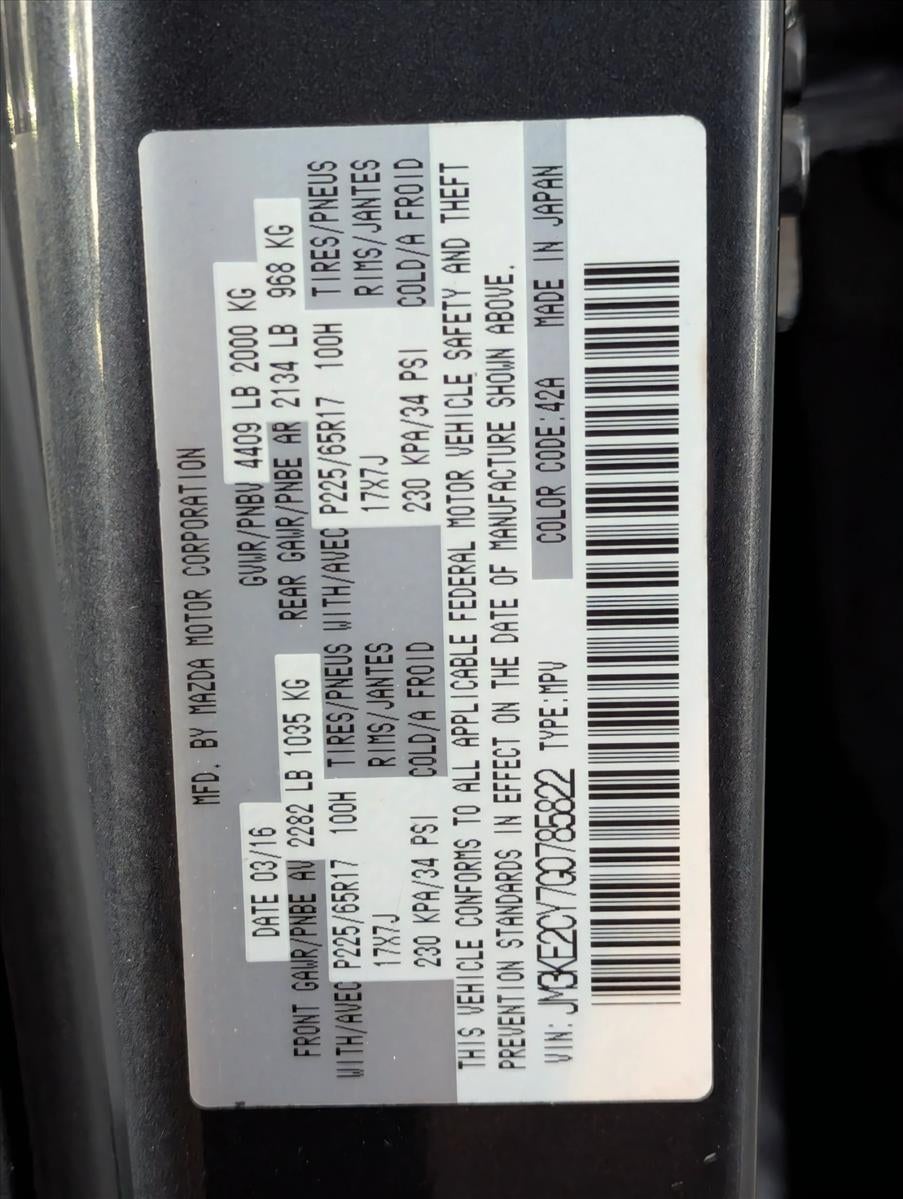 MFD. BY MAZDA MOTOR CORPORATION
DATE 03/16 GVWR/PNBV 4409 LB 2000 KG
FRONT GAWR/PNBE AV 2282 LB 1035 KG REAR GAWR/PNBE AR 2134 LB 968 KG
WITH/AVEC P225/65R17 100H TIRES/PNEUS WITH/AVEC P225/65R17 100H TIRES/PNEUS
17X7J RIMS/JANTES 17X7J RIMS/JANTES
230 KPA/34 PSI COLD/A FROID 230 KPA/34 PSI COLD/A FROID
THIS VEHICLE CONFORMS TO ALL APPLICABLE FEDERAL MOTOR VEHICLE SAFETY AND THEFT
PREVENTION STANDARDS IN EFFECT ON THE DATE OF MANUFACTURE SHOWN ABOVE.
VIN: JM3KE2CY7G0785822 TYPE:MPV COLOR CODE:42A MADE IN JAPAN